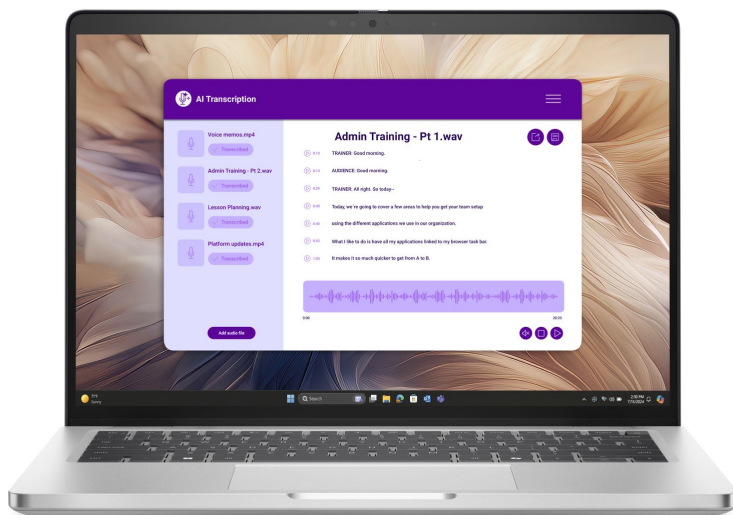 AI Transcription
Voice memos.mp4
Transcribed
Admin Training - Pt 2.wav
Transcribed
Lesson Planning.wav
Transcribed
Platform updates.mp4
Transcribed
Add audio file
Admin Training - Pt 1.wav
TRAINER: Good morning.
AUDIENCE: Good morning.
TRAINER: All right. So today--
Today, we're going to cover a few areas to help you get your team setup
using the different applications we use in our organization.
What I like to do is have all my applications linked to my browser task bar.
It makes it so much quicker to get from A to B.
0:00
Sunny
Search
2:30 PM